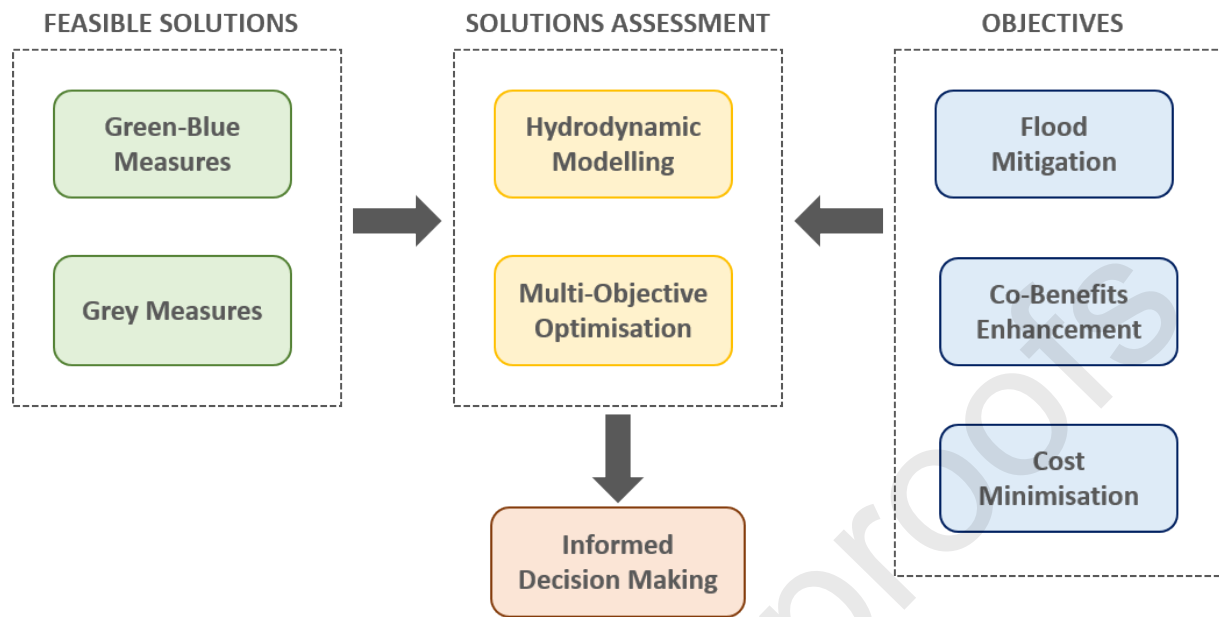 FEASIBLE SOLUTIONS
Green-Blue
Measures
Grey Measures
SOLUTIONS ASSESSMENT
Hydrodynamic
Modelling
Multi-Objective
Optimisation
OBJECTIVES
Flood
Mitigation
Co-Benefits
Enhancement
Cost
Minimisation
Informed
Decision Making
proofs